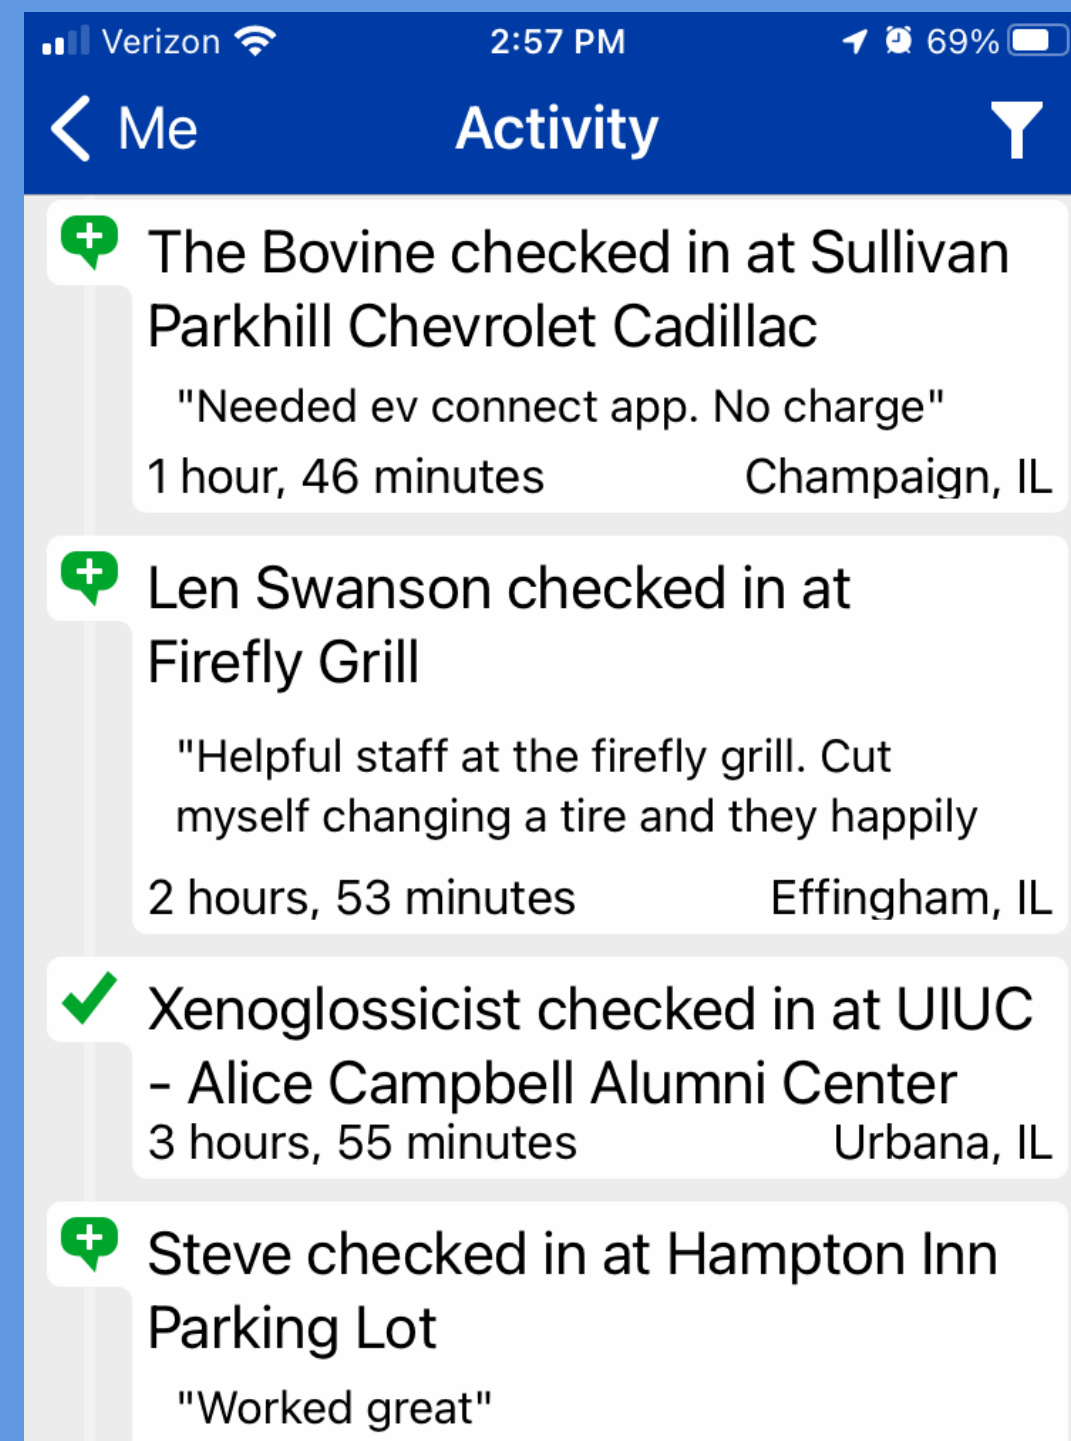 Verizon 2:57 PM 69%
Me Activity
The Bovine checked in at Sullivan
Parkhill Chevrolet Cadillac
"Needed ev connect app. No charge"
1 hour, 46 minutes Champaign, IL
Len Swanson checked in at
Firefly Grill
"Helpful staff at the firefly grill. Cut
myself changing a tire and they happily
2 hours, 53 minutes Effingham, IL
Xenoglossicist checked in at UIUC
- Alice Campbell Alumni Center
3 hours, 55 minutes Urbana, IL
Steve checked in at Hampton Inn
Parking Lot
"Worked great"